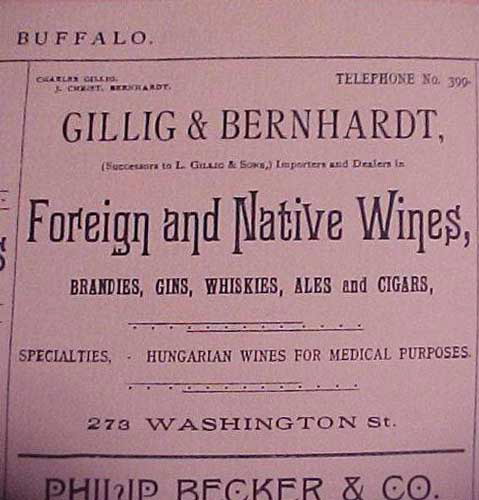 BUFFALO.
CHARLES GILLIG.
J. CHRIST. BERNHARDT.
TELEPHONE No. 399.
GILLIG & BERNHARDT,
(Successors to L. GILLIG & SONS,) Importers and Dealers in
Foreign and Native Wines,
BRANDIES, GINS, WHISKIES, ALES and CIGARS,
SPECIALTIES, - HUNGARIAN WINES FOR MEDICAL PURPOSES.
273 WASHINGTON St.
PHILIP BECKER & CO.